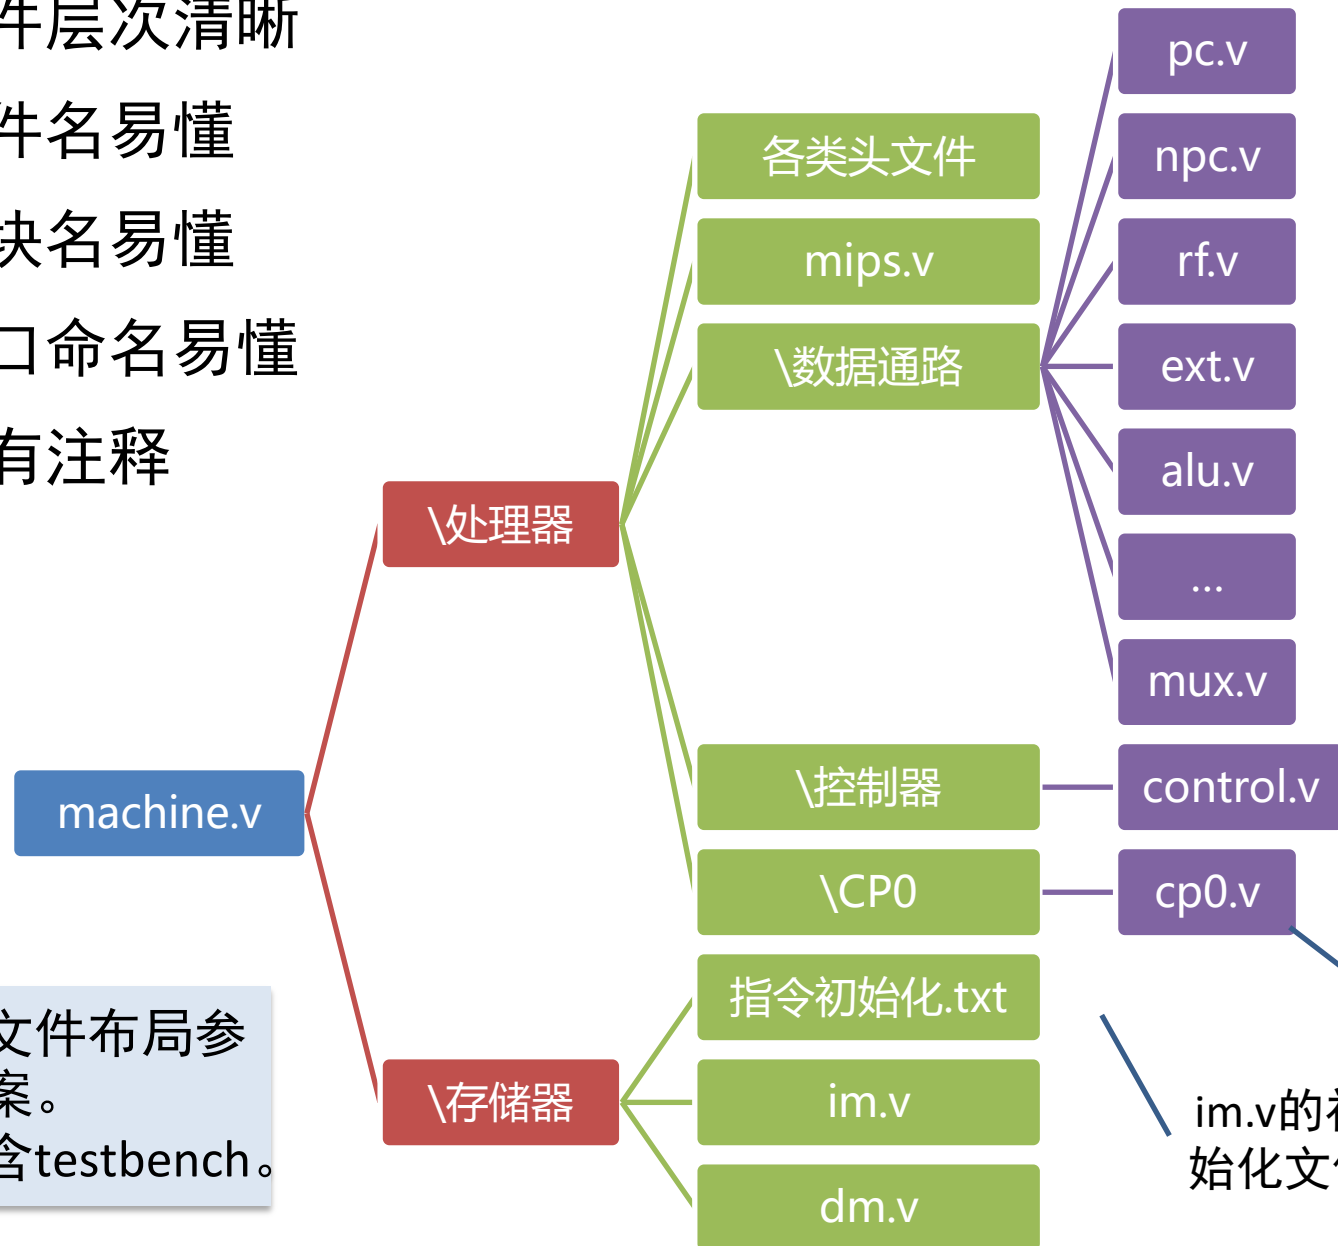 件层次清晰
件名易懂
块名易懂
口命名易懂
有注释
machine.v
\处理器
\存储器
各类头文件
mips.v
\数据通路
\控制器
\CP0
指令初始化.txt
im.v
dm.v
pc.v
npc.v
rf.v
ext.v
alu.v
...
mux.v
control.v
cp0.v
文件布局参
案。
含testbench。
im.v的初
始化文件